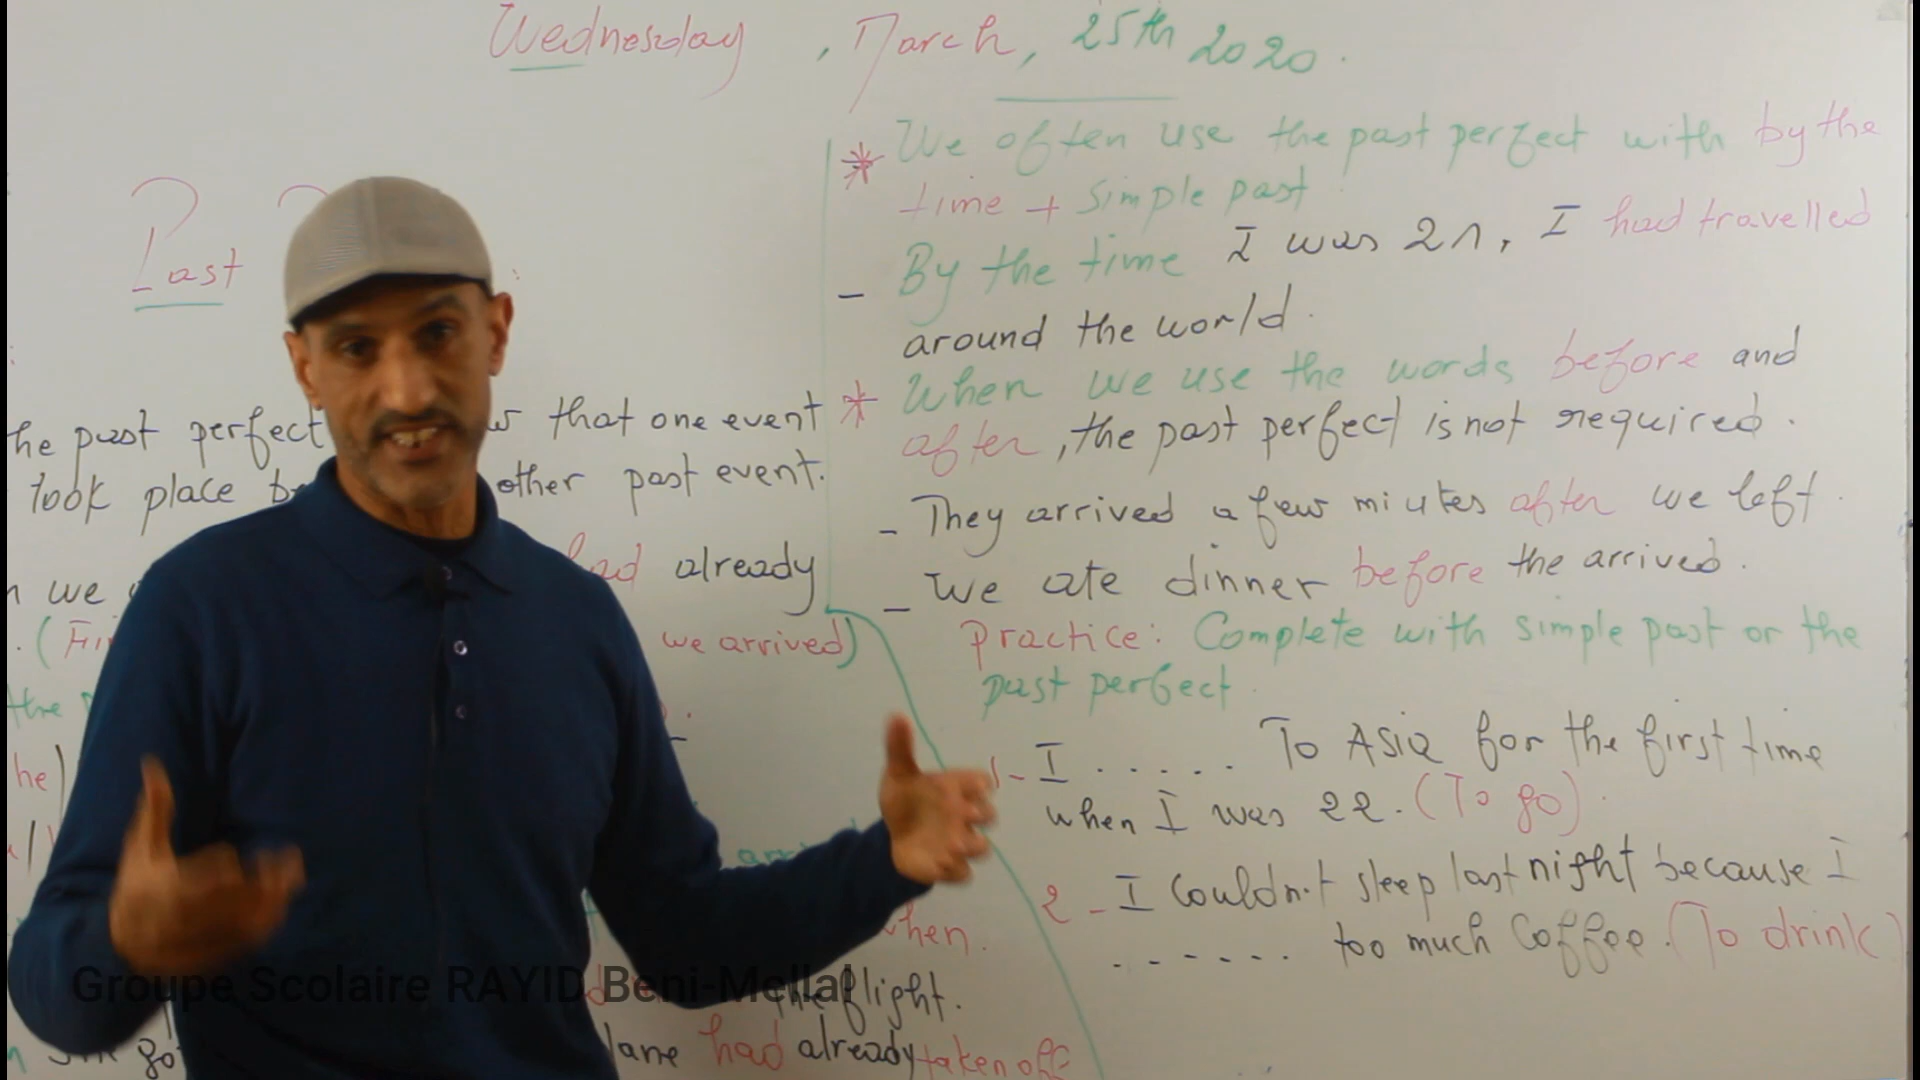 Wednesday , March, 25th 2020.
Past
he past perfect that one event
took place other past event.
we had already
( we arrived)
the
he/
when.
the flight.
had already taken off
* We often use the past perfect with by the
time + simple past
- By the time I was 21, I had travelled
around the world.
* When we use the words before and
after, the past perfect is not required.
- They arrived a few miutes after we left.
- We ate dinner before the arrived.
Practice: Complete with simple past or the
past perfect.
1- I ..... To ASia for the first time
when I was 22. (To go).
2 - I couldn't sleep last night because I
...... too much Coffee. (To drink)
Groupe Scolaire RAYID Beni-Mellal